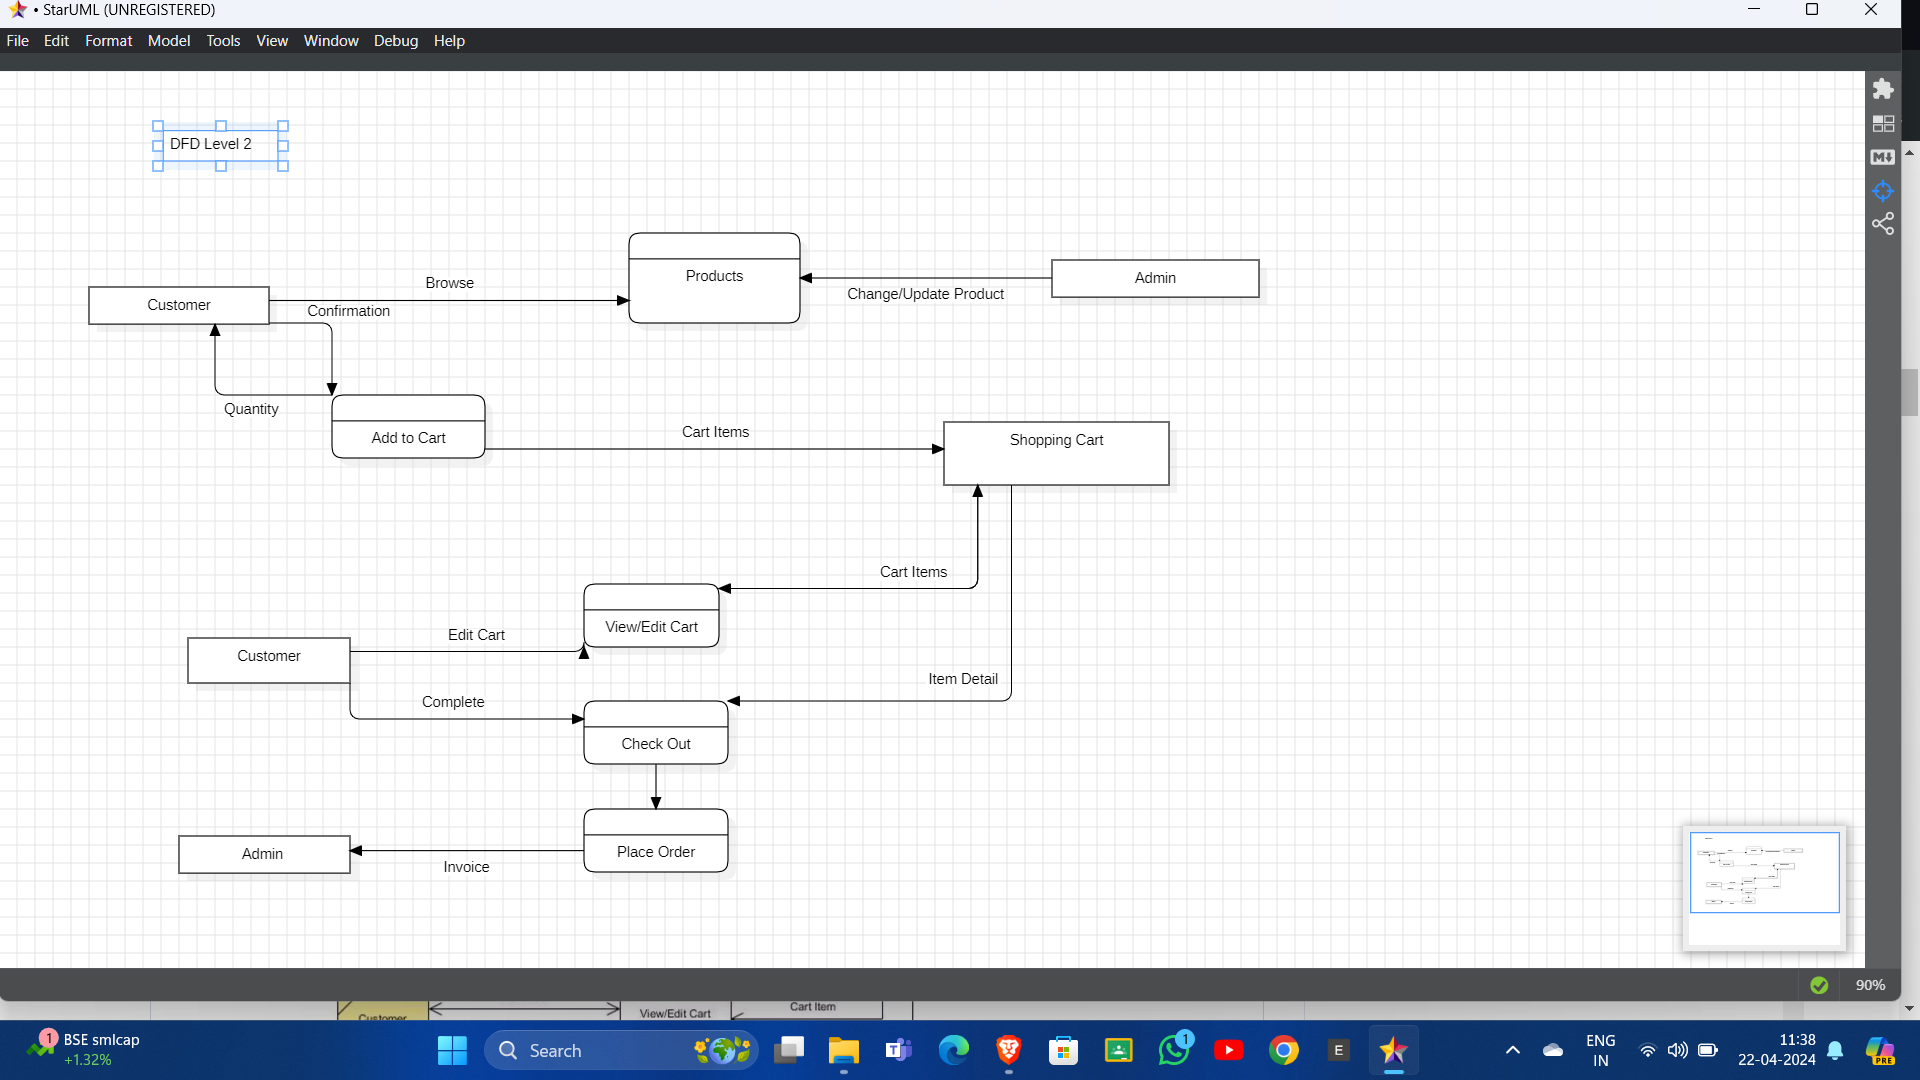 • StarUML (UNREGISTERED)
File Edit Format Model Tools View Window Debug Help
DFD Level 2
Products
Admin
Browse
Customer
Change/Update Product
Confirmation
Quantity
Add to Cart
Cart Items
Shopping Cart
Cart Items
View/Edit Cart
Edit Cart
Customer
Item Detail
Complete
Check Out
Place Order
Admin
Invoice
M
90%
Customer
View/Edit Cart
Cart Item
1
BSE smlcap
+1.32%
Search
T
1
E
ENG
IN
11:38
22-04-2024
PRE